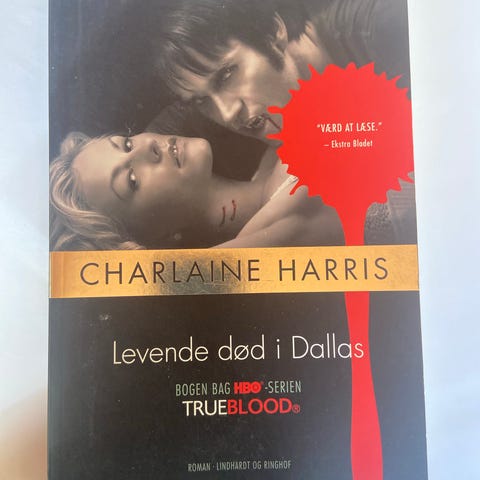 "VÆRD AT LÆSE."
– Ekstra Bladet
CHARLAINE HARRIS
Levende død i Dallas
BOGEN BAG HBO®-SERIEN
TRUEBLOOD®
ROMAN · LINDHARDT OG RINGHOF